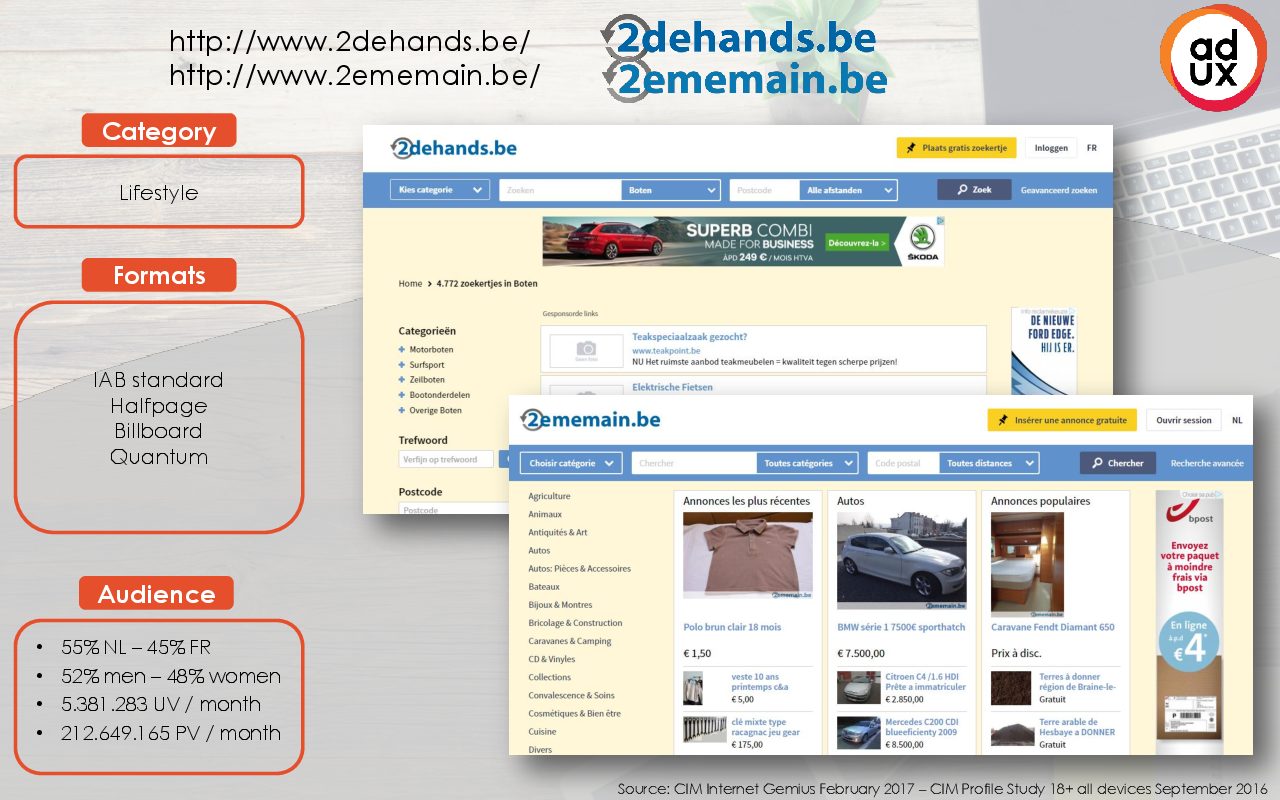 http://www.2dehands.be/
http://www.2ememain.be/
2dehands.be
2ememain.be
ad
UX
Category
Lifestyle
Formats
IAB standard
Halfpage
Billboard
Quantum
Audience
• 55% NL – 45% FR
• 52% men – 48% women
• 5.381.283 UV / month
• 212.649.165 PV / month
2dehands.be
Plaats gratis zoekertje
Inloggen
FR
Kies categorie
Zoeken
Boten
Postcode
Alle afstanden
Zoek
Geavanceerd zoeken
SUPERB COMBI
MADE FOR BUSINESS
ÀPD 249 € / MOIS HTVA
Découvrez-la >
ŠKODA
Home > 4.772 zoekertjes in Boten
Categorieën
Motorboten
Surfsport
Zeilboten
Bootonderdelen
Overige Boten
Trefwoord
Verfijn op trefwoord
Postcode
Postcode
Gesponsorde links
Teakspeciaalzaak gezocht?
www.teakpoint.be
NU Het ruimste aanbod teakmeubelen = kwaliteit tegen scherpe prijzen!
Elektrische Fietsen
DE NIEUWE
FORD EDGE.
HIJ IS ER.
2ememain.be
Insérer une annonce gratuite
Ouvrir session
NL
Choisir catégorie
Chercher
Toutes catégories
Code postal
Toutes distances
Chercher
Recherche avancée
Agriculture
Animaux
Antiquités & Art
Autos
Autos: Pièces & Accessoires
Bateaux
Bijoux & Montres
Bricolage & Construction
Caravanes & Camping
CD & Vinyles
Collections
Convalescence & Soins
Cosmétiques & Bien être
Cuisine
Divers
Annonces les plus récentes
2ememain.be
Polo brun clair 18 mois
€ 1,50
veste 10 ans
printemps c&a
€ 5,00
clé mixte type
racagnac jeu gear
€ 175,00
Autos
2ememain.be
BMW série 1 7500€ sporthatch
€ 7.500,00
Citroen C4 /1.6 HDI
Prête a immatriculer
€ 2.850,00
Mercedes C200 CDI
blueeficienty 2009
€ 8.500,00
Annonces populaires
2ememain.be
Caravane Fendt Diamant 650
Prix à disc.
Terres à donner
région de Braine-le-
Gratuit
Terre arable de
Hesbaye a DONNER
Gratuit
bpost
Envoyez
votre paquet
à moindre
frais via
bpost
En ligne
à.p.d
€4*
Source: CIM Internet Gemius February 2017 – CIM Profile Study 18+ all devices September 2016